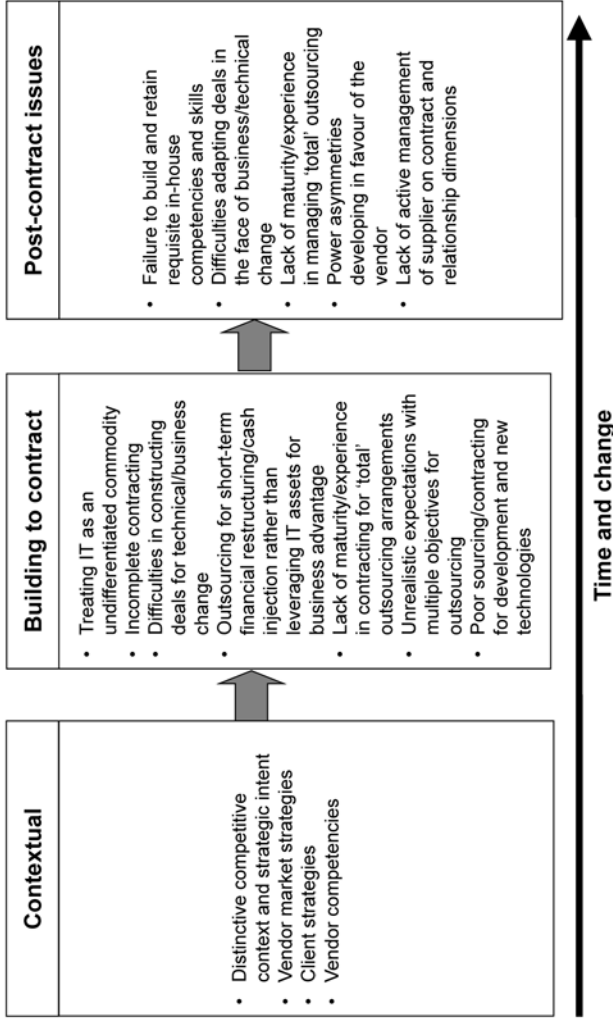 Contextual
• Distinctive competitive
context and strategic intent
• Vendor market strategies
• Client strategies
• Vendor competencies
Building to contract
• Treating IT as an
undifferentiated commodity
• Incomplete contracting
• Difficulties in constructing
deals for technical/business
change
• Outsourcing for short-term
financial restructuring/cash
injection rather than
leveraging IT assets for
business advantage
• Lack of maturity/experience
in contracting for ‘total’
outsourcing arrangements
• Unrealistic expectations with
multiple objectives for
outsourcing
• Poor sourcing/contracting
for development and new
technologies
Post-contract issues
• Failure to build and retain
requisite in-house
competencies and skills
• Difficulties adapting deals in
the face of business/technical
change
• Lack of maturity/experience
in managing ‘total’ outsourcing
• Power asymmetries
developing in favour of the
vendor
• Lack of active management
of supplier on contract and
relationship dimensions
Time and change